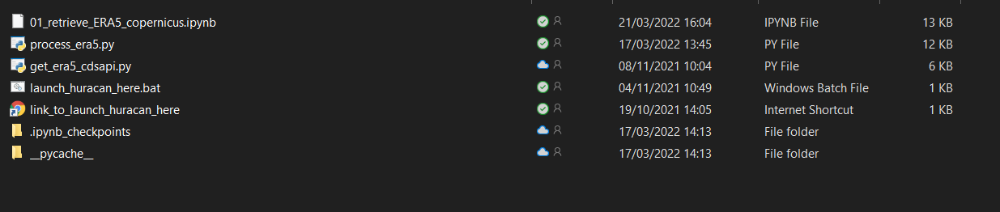 01_retrieve_ERA5_copernicus.ipynb 21/03/2022 16:04 IPYNB File 13 KB
process_era5.py 17/03/2022 13:45 PY File 12 KB
get_era5_cdsapi.py 08/11/2021 10:04 PY File 6 KB
launch_huracan_here.bat 04/11/2021 10:49 Windows Batch File 1 KB
link_to_launch_huracan_here 19/10/2021 14:05 Internet Shortcut 1 KB
.ipynb_checkpoints 17/03/2022 14:13 File folder
__pycache__ 17/03/2022 14:13 File folder